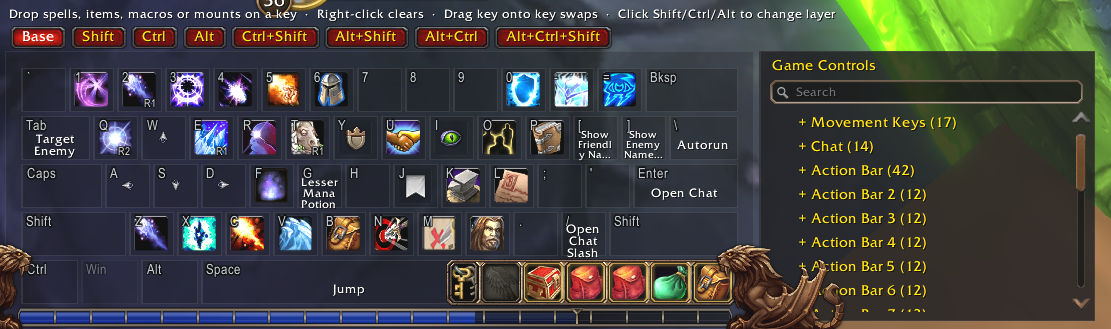 Drop spells, items, macros or mounts on a key · Right-click clears · Drag key onto key swaps · Click Shift/Ctrl/Alt to change layer
Base Shift Ctrl Alt Ctrl+Shift Alt+Shift Alt+Ctrl Alt+Ctrl+Shift
` 1 2 3 4 5 6 7 8 9 0 - = Bksp
R1
Tab Q W E R T Y U I O P [ ] \
Target
Enemy
R2 R1 R1
Show
Friendl
y Na...
Show
Enemy
Name...
Autorun
Caps A S D F G H J K L ; ' Enter
Lesser
Mana
Potion
Open Chat
Shift Z X C V B N M . / Shift
Open
Chat
Slash
Ctrl Win Alt Space
Jump
Game Controls
Search
+ Movement Keys (17)
+ Chat (14)
+ Action Bar (42)
+ Action Bar 2 (12)
+ Action Bar 3 (12)
+ Action Bar 4 (12)
+ Action Bar 5 (12)
Action Bar 6 (12)